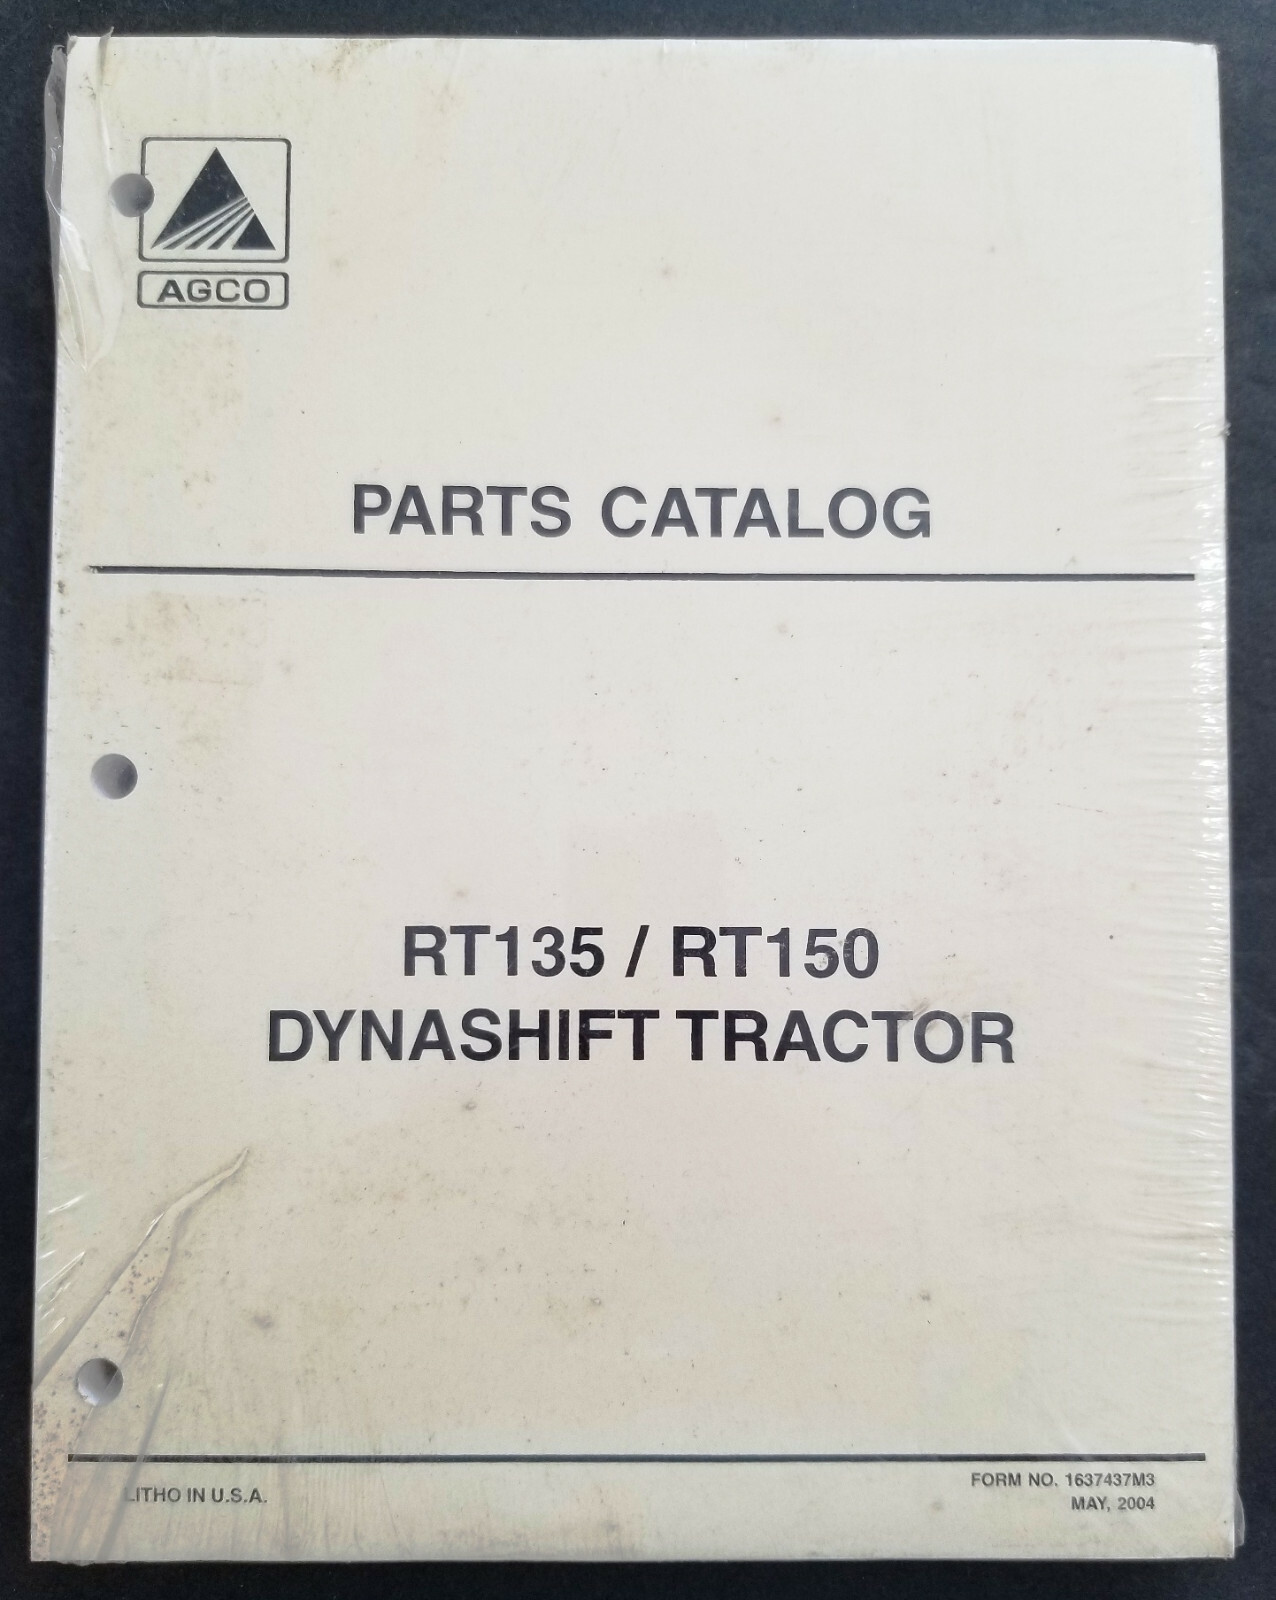 AGCO
PARTS CATALOG
RT135 / RT150
DYNASHIFT TRACTOR
LITHO IN U.S.A.
FORM NO. 1637437M3
MAY, 2004